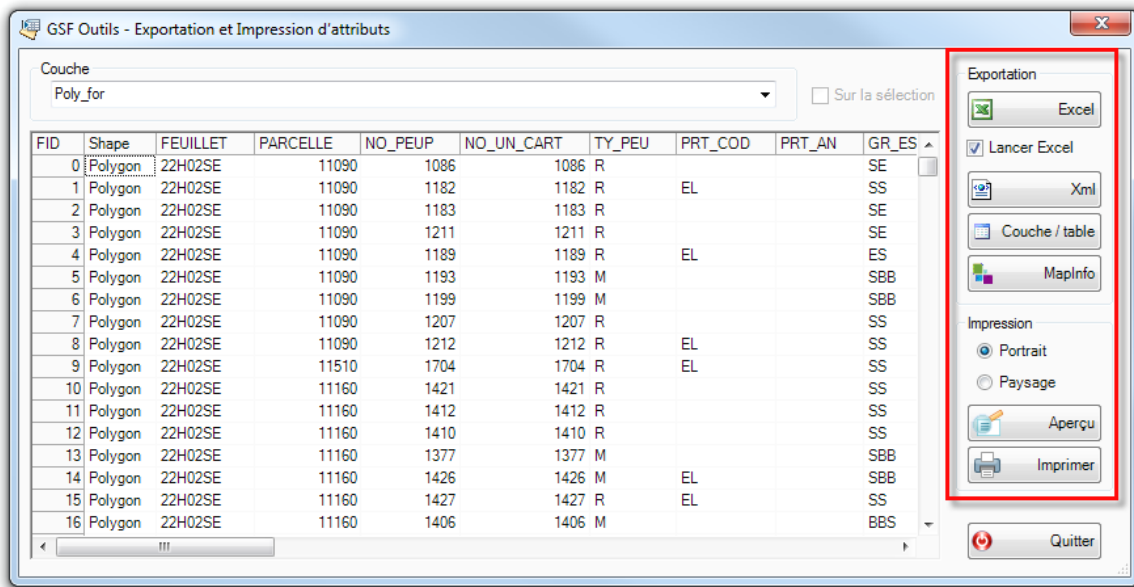 GSF Outils - Exportation et Impression d'attributs
Couche
Poly_for
Sur la sélection
FID Shape FEUILLET PARCELLE NO_PEUP NO_UN_CART TY_PEU PRT_COD PRT_AN GR_ES
0 Polygon 22H02SE 11090 1086 1086 R SE
1 Polygon 22H02SE 11090 1182 1182 R EL SS
2 Polygon 22H02SE 11090 1183 1183 R SE
3 Polygon 22H02SE 11090 1211 1211 R SE
4 Polygon 22H02SE 11090 1189 1189 R EL ES
5 Polygon 22H02SE 11090 1193 1193 M SBB
6 Polygon 22H02SE 11090 1199 1199 M SBB
7 Polygon 22H02SE 11090 1207 1207 R SS
8 Polygon 22H02SE 11090 1212 1212 R EL SS
9 Polygon 22H02SE 11510 1704 1704 R EL SS
10 Polygon 22H02SE 11160 1421 1421 R SS
11 Polygon 22H02SE 11160 1412 1412 R SS
12 Polygon 22H02SE 11160 1410 1410 R SS
13 Polygon 22H02SE 11160 1377 1377 M SBB
14 Polygon 22H02SE 11160 1426 1426 M EL SBB
15 Polygon 22H02SE 11160 1427 1427 R EL SS
16 Polygon 22H02SE 11160 1406 1406 M BBS
Exportation
Excel
Lancer Excel
Xml
Couche / table
MapInfo
Impression
Portrait
Paysage
Aperçu
Imprimer
Quitter